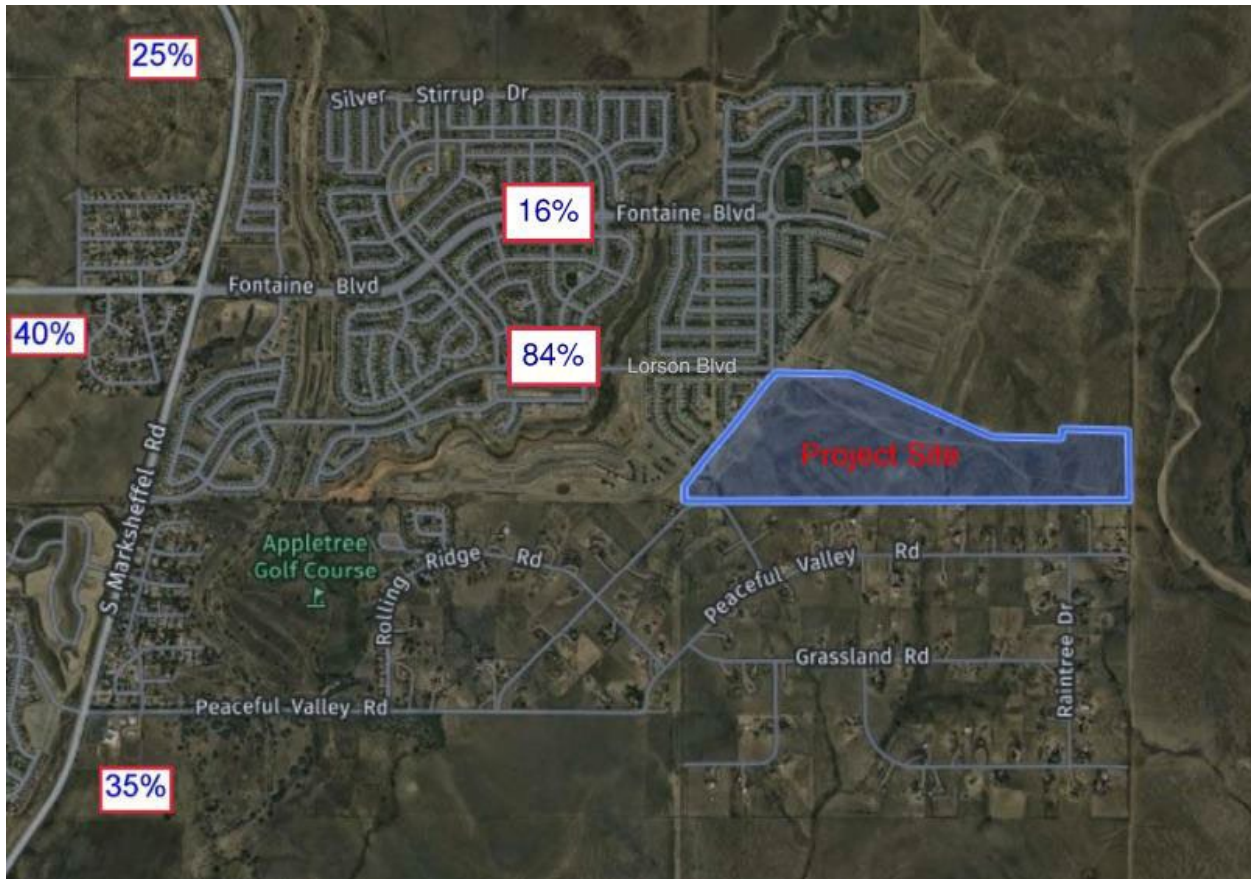 25%
Silver Stirrup Dr
16%
Fontaine Blvd
Fontaine Blvd
40%
84%
Lorson Blvd
Project Site
S Marksheffel Rd
Appletree
Golf Course
Rolling Ridge Rd
Peaceful Valley Rd
Grassland Rd
Raintree Dr
Peaceful Valley Rd
35%